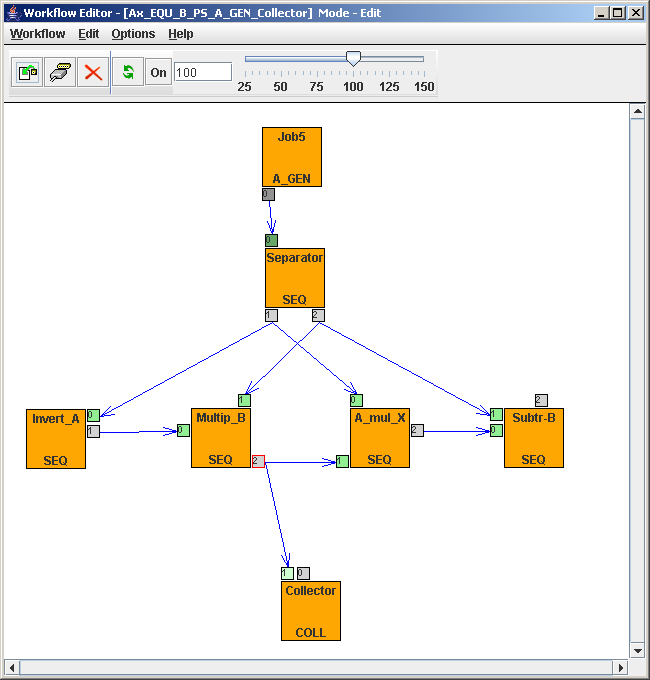 Workflow Editor - [Ax_EQU_B_PS_A_GEN_Collector] Mode - Edit
Workflow Edit Options Help
On 100
25 50 75 100 125 150
Job5
A_GEN
0
0
Separator
SEQ
1 2
1 0 2
0 1
Invert_A Multip_B A_mul_X Subtr-B
1 0 2 0
SEQ SEQ SEQ SEQ
2 1
1 0
Collector
COLL